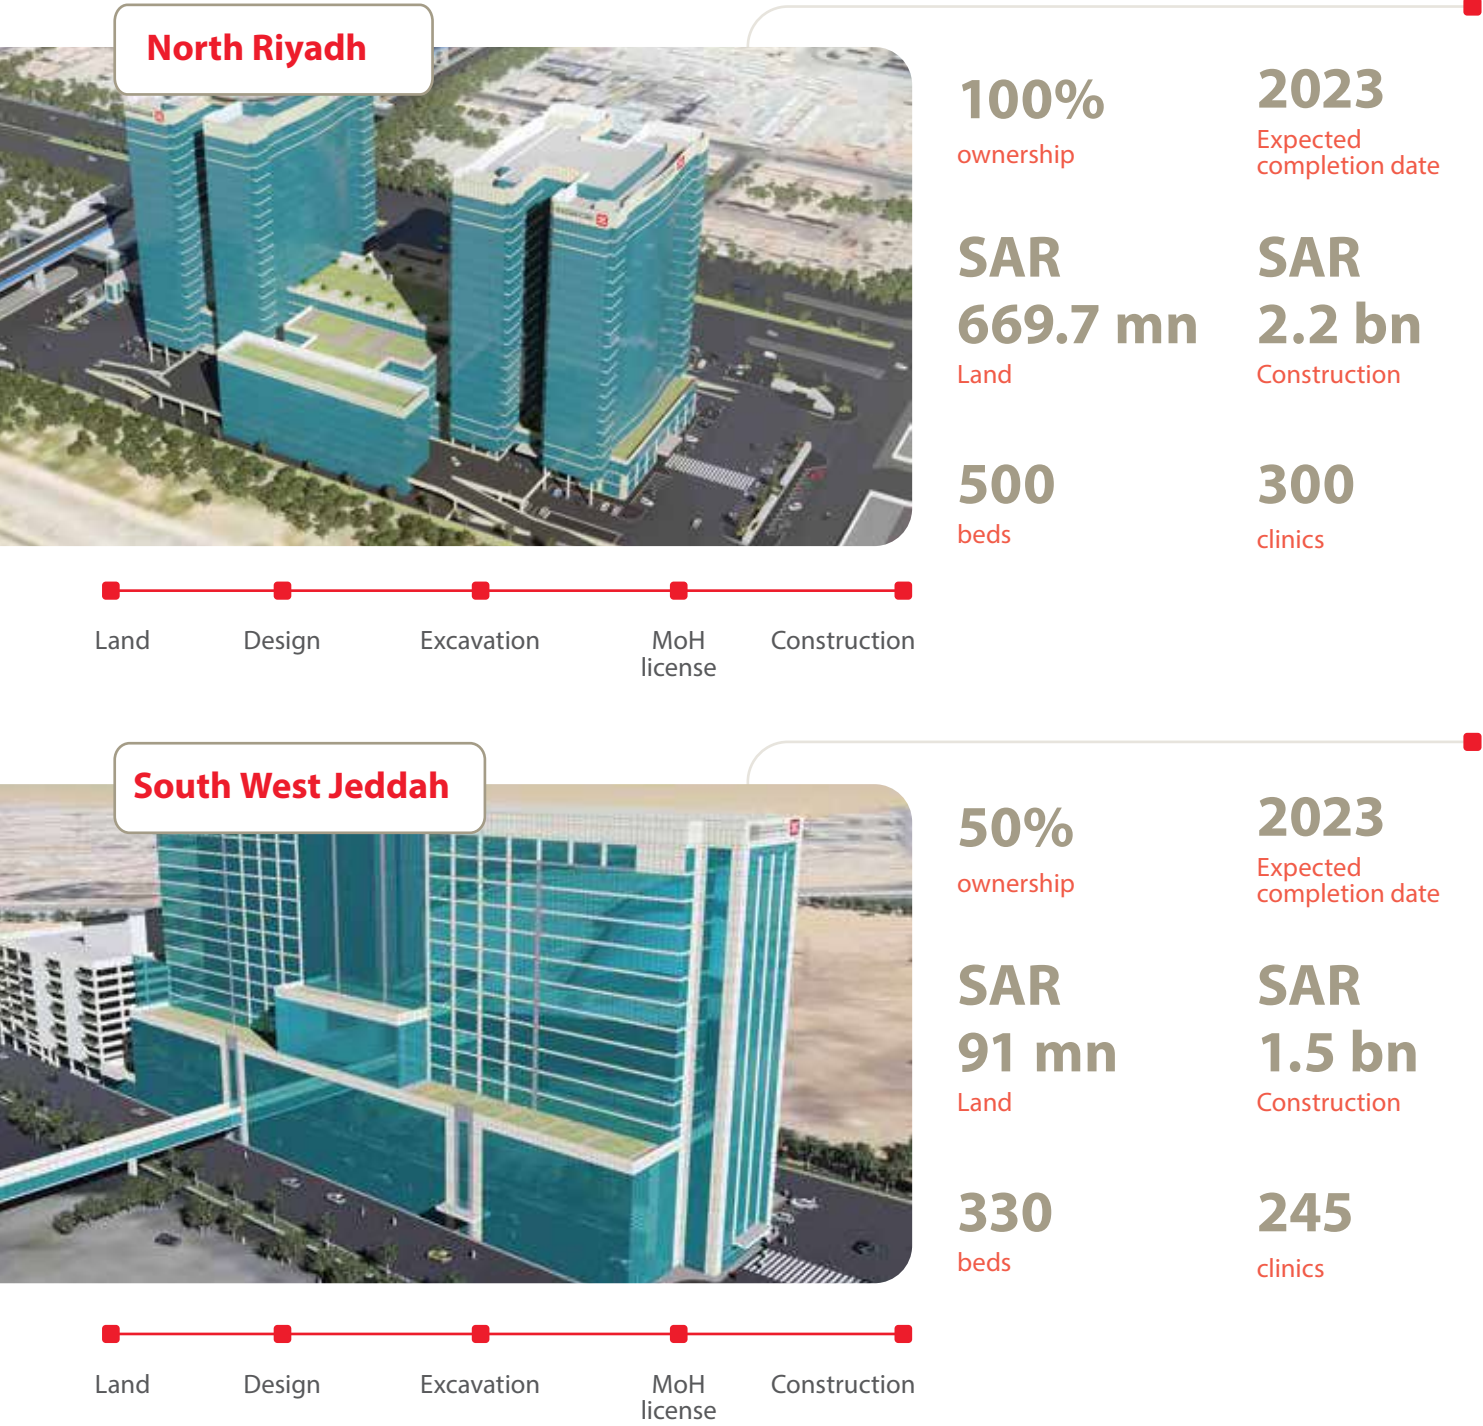 North Riyadh
100%
ownership
2023
Expected
completion date
SAR
669.7 mn
Land
SAR
2.2 bn
Construction
500
beds
300
clinics
Land
Design
Excavation
MoH
license
Construction
South West Jeddah
50%
ownership
2023
Expected
completion date
SAR
91 mn
Land
SAR
1.5 bn
Construction
330
beds
245
clinics
Land
Design
Excavation
MoH
license
Construction